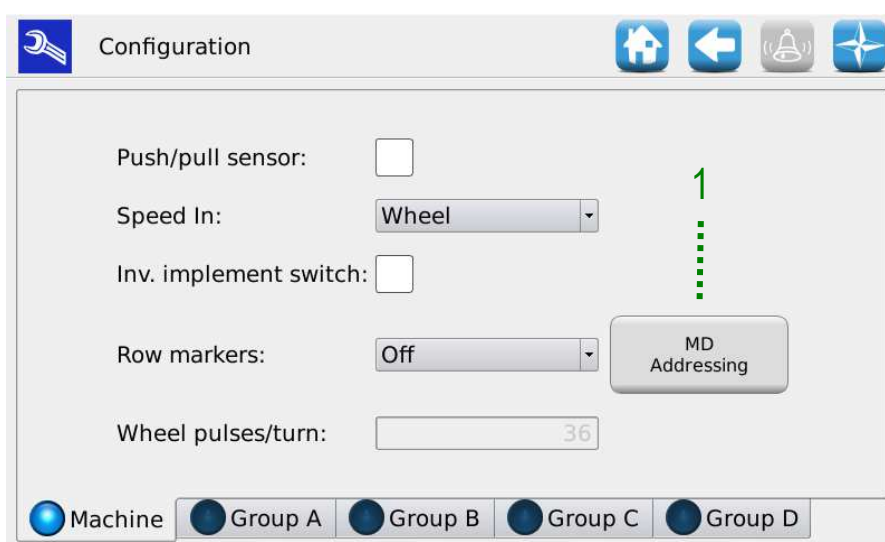 Configuration
Push/pull sensor:
1
Speed In:
Wheel
Inv. implement switch:
Row markers:
Off
MD
Addressing
Wheel pulses/turn:
36
Machine
Group A
Group B
Group C
Group D